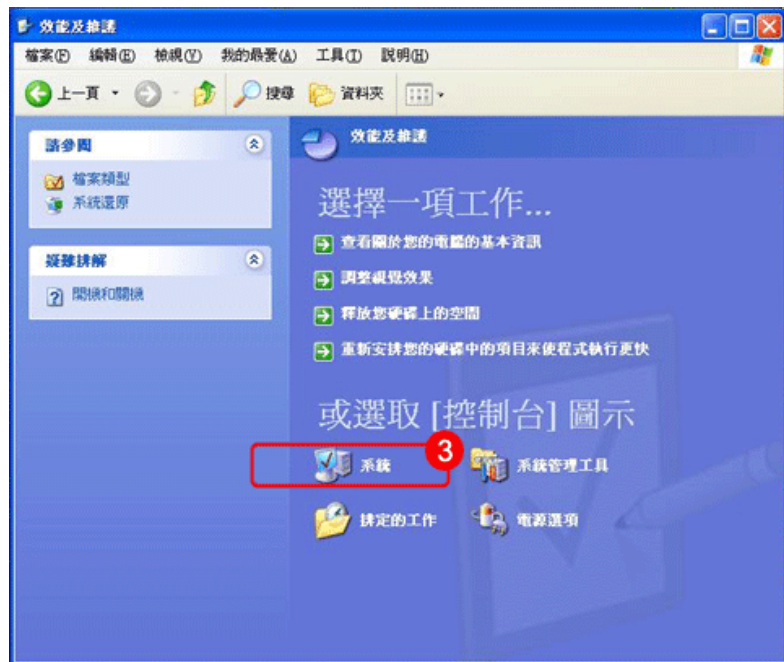 效能及維護
檔案(F) 編輯(E) 檢視(V) 我的最愛(A) 工具(T) 說明(H)
上一頁 搜尋 資料夾
請參閱
檔案類型
系統還原
疑難排解
開機和關機
效能及維護
選擇一項工作...
查看關於您的電腦的基本資訊
調整視覺效果
釋放您硬碟上的空間
重新安排您的硬碟中的項目來使程式執行更快
或選取 [控制台] 圖示
系統 3 系統管理工具
排定的工作 電源選項